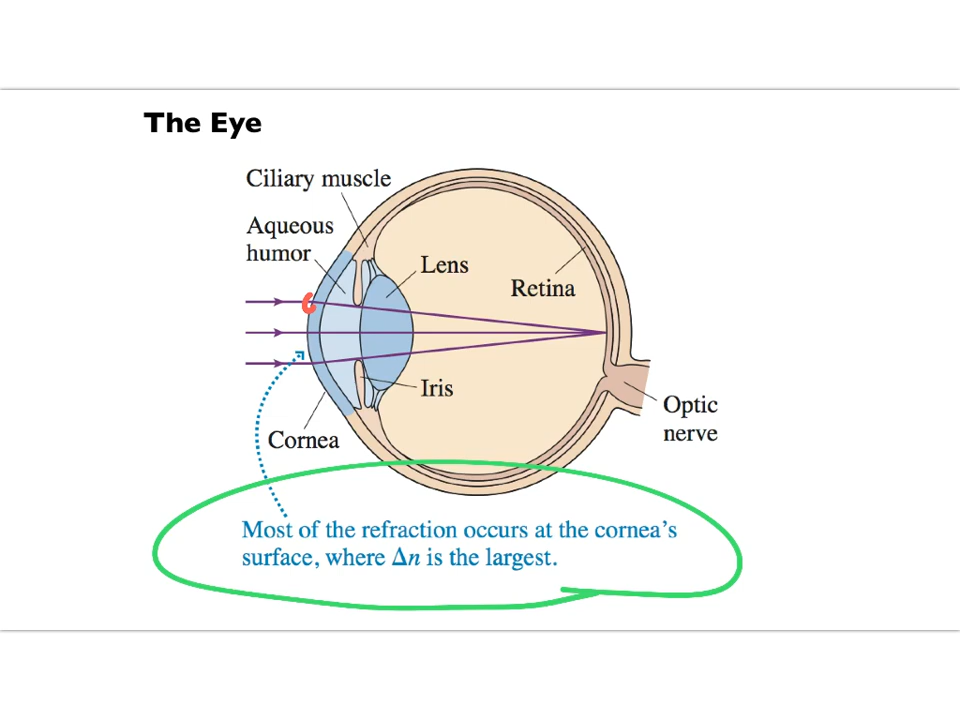 The Eye
Ciliary muscle
Aqueous
humor
Lens
Retina
Iris
Optic
nerve
Cornea
Most of the refraction occurs at the cornea's
surface, where Δn is the largest.